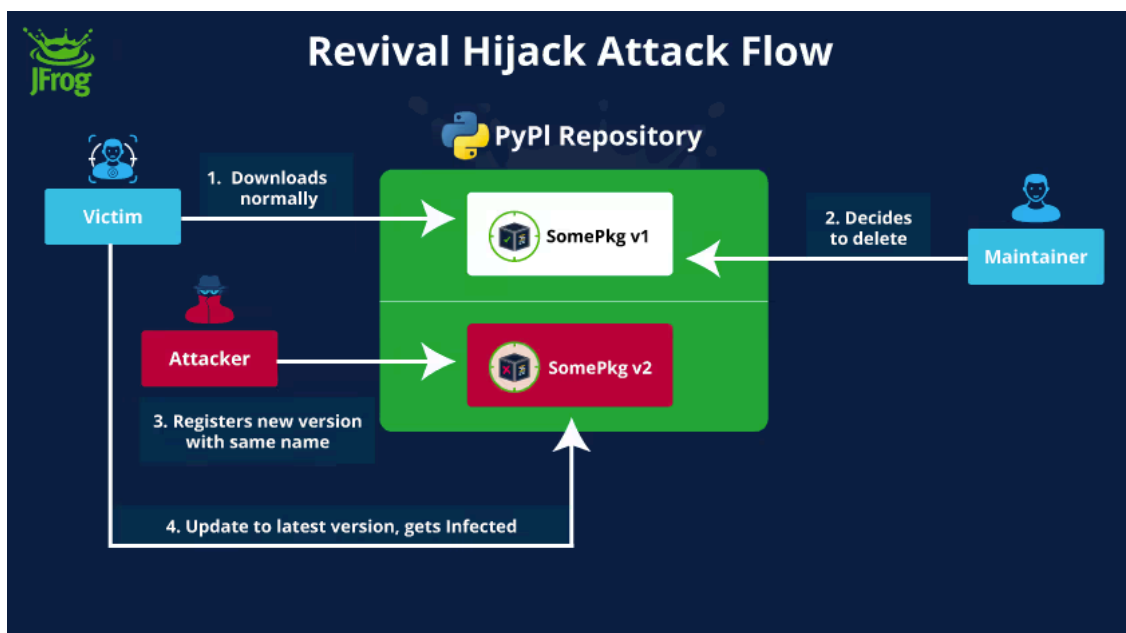 JFrog
Revival Hijack Attack Flow
PyPI Repository
Victim
1. Downloads
normally
SomePkg v1
2. Decides
to delete
Maintainer
Attacker
SomePkg v2
3. Registers new version
with same name
4. Update to latest version, gets Infected